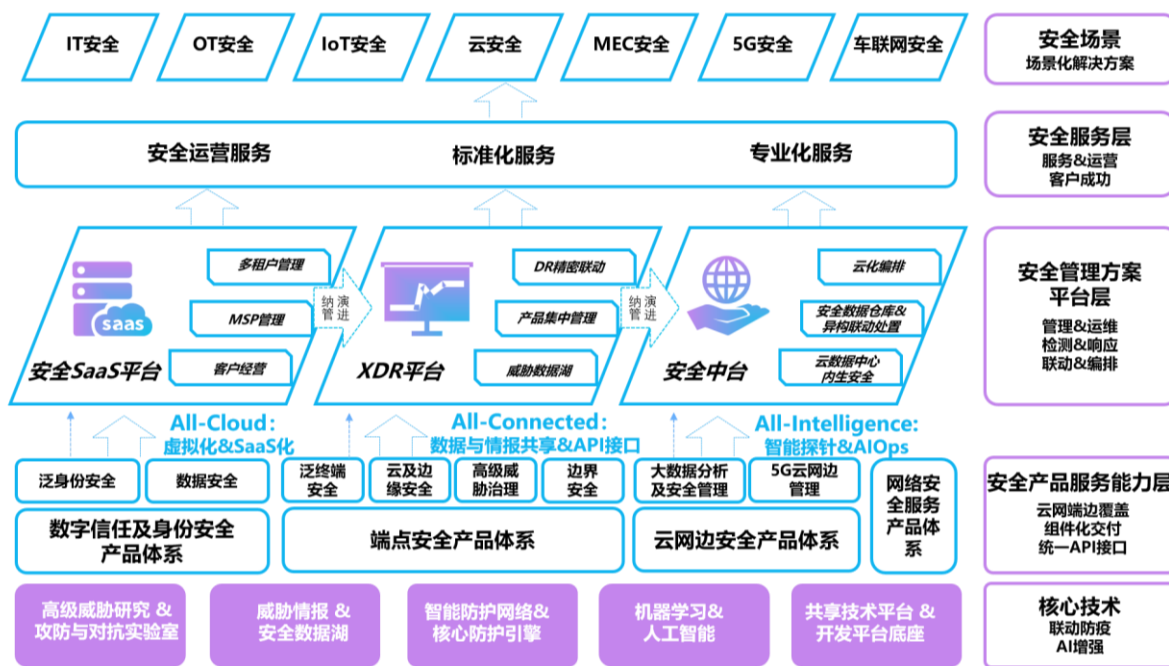 IT安全
OT安全
IoT安全
云安全
MEC安全
5G安全
车联网安全
安全场景
场景化解决方案
安全运营服务
标准化服务
专业化服务
安全服务层
服务&运营
客户成功
多租户管理
MSP管理
客户经营
saas
安全SaaS平台
纳管
演进
DR精密联动
产品集中管理
威胁数据湖
XDR平台
纳管
演进
云化编排
安全数据仓库&
异构联动处置
云数据中心
内生安全
安全中台
安全管理方案
平台层
管理&运维
检测&响应
联动&编排
All-Cloud：
虚拟化&SaaS化
All-Connected：
数据与情报共享&API接口
All-Intelligence:
智能探针&AIOps
泛身份安全
数据安全
数字信任及身份安全
产品体系
泛终端
安全
云及边
缘安全
高级威
胁治理
边界
安全
端点安全产品体系
大数据分析
及安全管理
5G云网边
管理
云网边安全产品体系
网络安
全服务
产品体
系
安全产品服务能力层
云网端边覆盖
组件化交付
统一API接口
高级威胁研究 &
攻防与对抗实验室
威胁情报 &
安全数据湖
智能防护网络&
核心防护引擎
机器学习&
人工智能
共享技术平台 &
开发平台底座
核心技术
联动防疫
AI增强